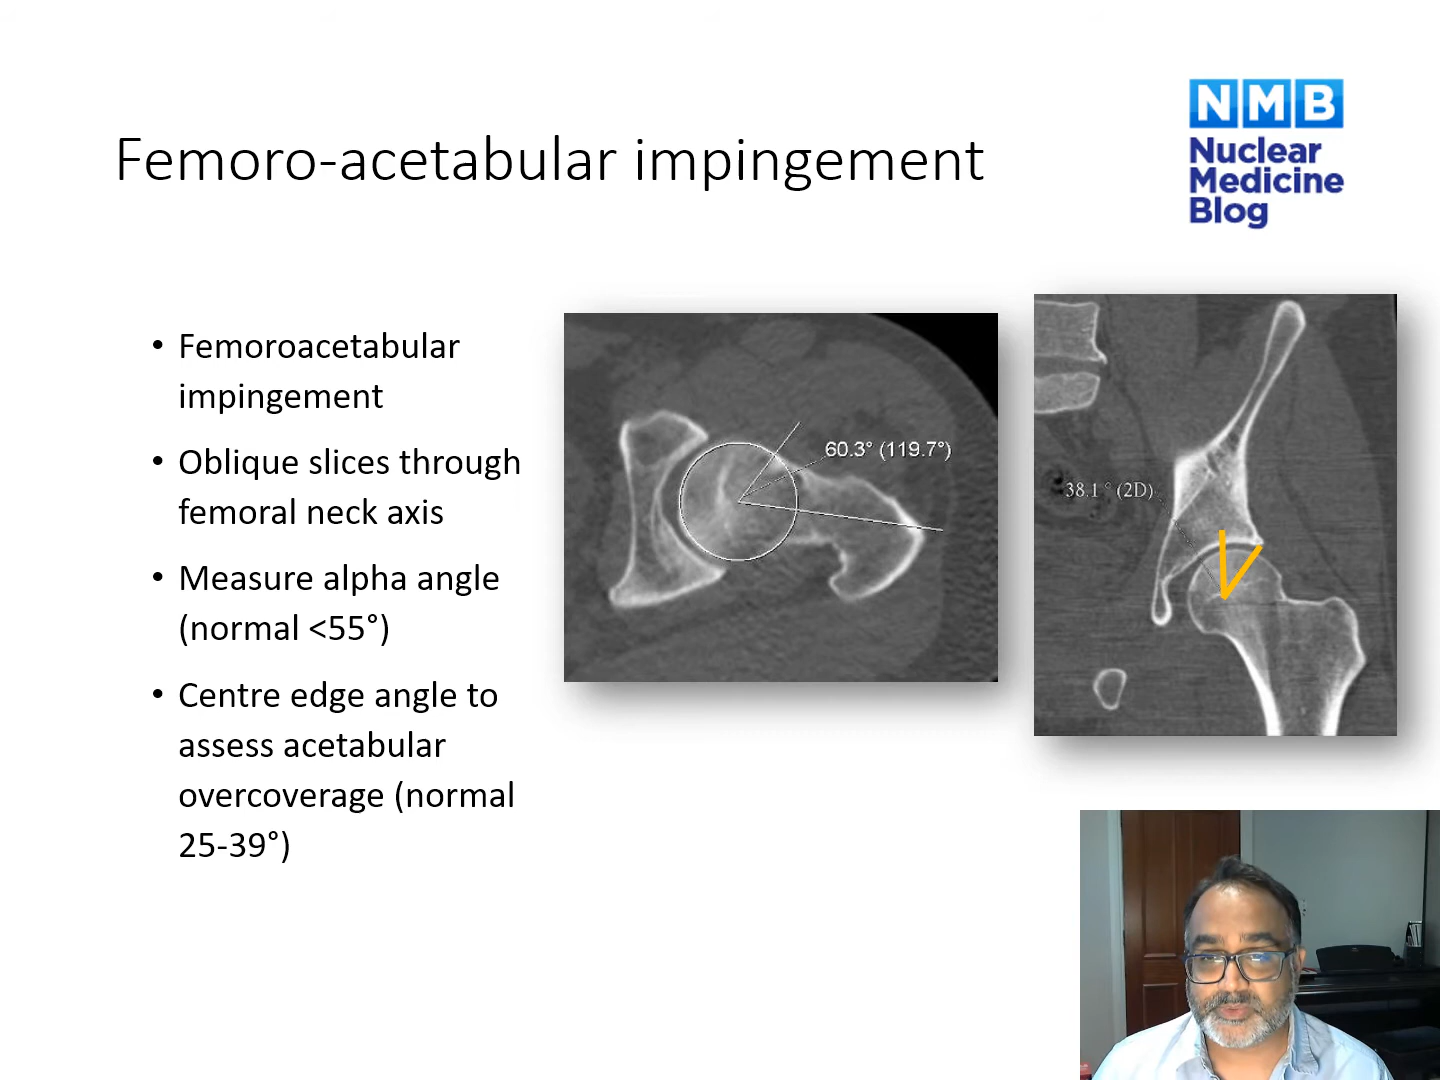 Femoro-acetabular impingement
NMB
Nuclear
Medicine
Blog
• Femoroacetabular
impingement
• Oblique slices through
femoral neck axis
• Measure alpha angle
(normal <55°)
• Centre edge angle to
assess acetabular
overcoverage (normal
25-39°)
60.3° (119.7°)
38.1 ° (2D)